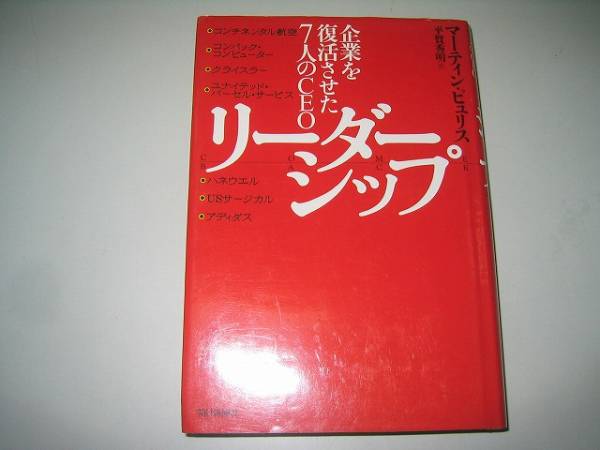 マーティン・ピュリス
平賀秀明
企業を
復活させた
7人のCEO
コンチネンタル航空
コンパック・
コンピューター
クライスラー
ユナイテッド・
パーセル・サービス
リーダー
シップ
ハネウエル
USサージカル
アディダス